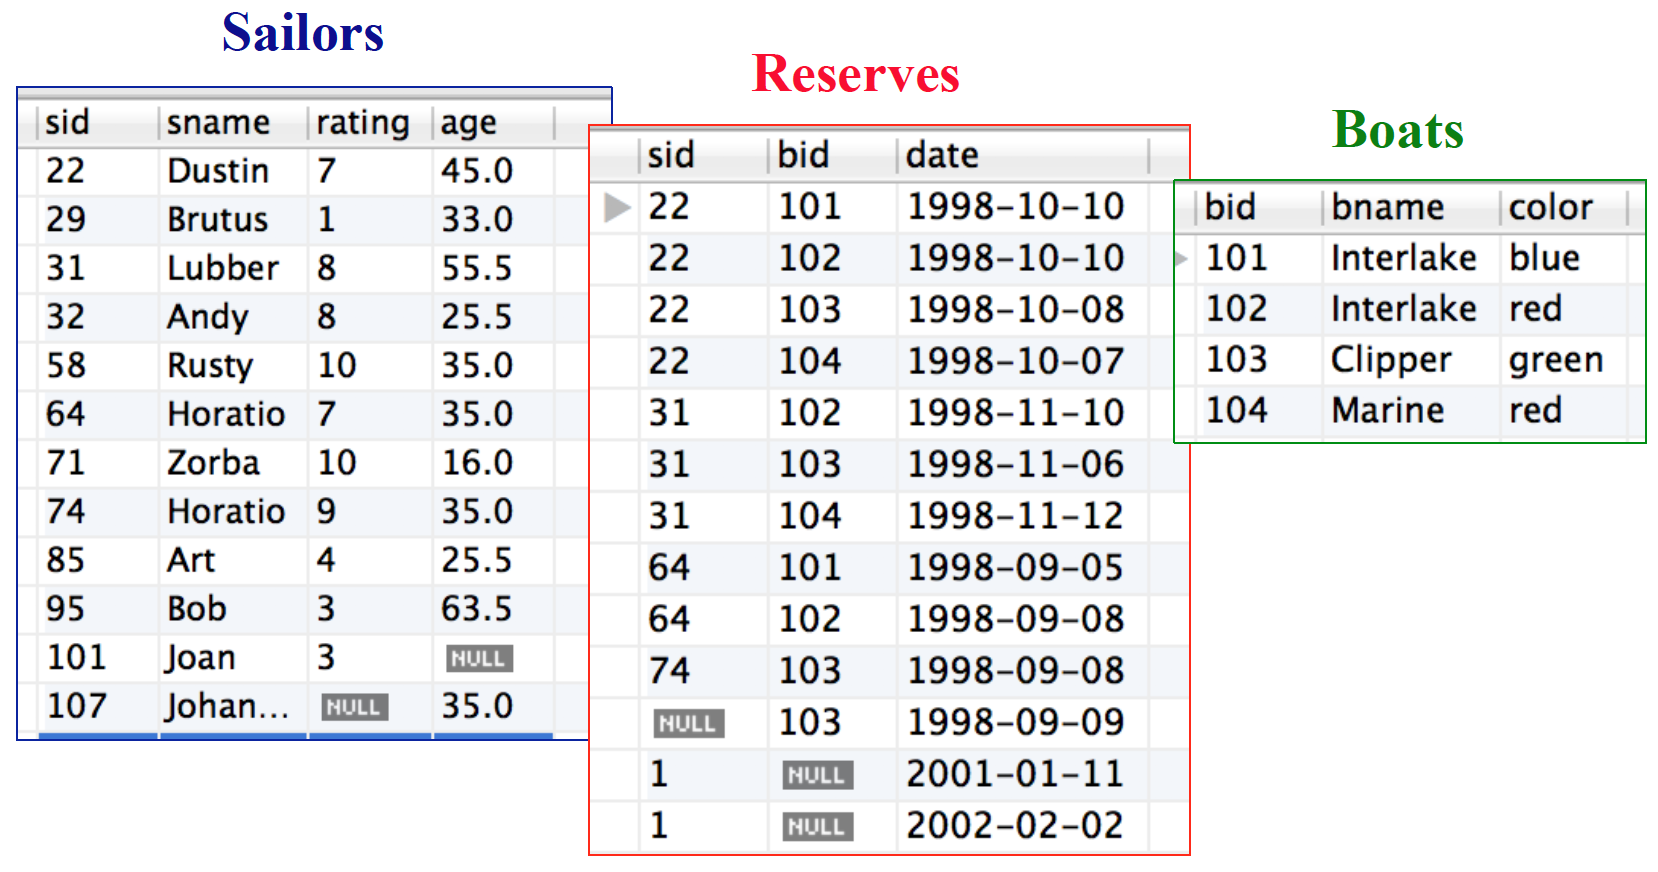 Sailors
sid sname rating age
22 Dustin 7 45.0
29 Brutus 1 33.0
31 Lubber 8 55.5
32 Andy 8 25.5
58 Rusty 10 35.0
64 Horatio 7 35.0
71 Zorba 10 16.0
74 Horatio 9 35.0
85 Art 4 25.5
95 Bob 3 63.5
101 Joan 3 NULL
107 Johan... NULL 35.0
Reserves
sid bid date
22 101 1998-10-10
22 102 1998-10-10
22 103 1998-10-08
22 104 1998-10-07
31 102 1998-11-10
31 103 1998-11-06
31 104 1998-11-12
64 101 1998-09-05
64 102 1998-09-08
74 103 1998-09-08
NULL 103 1998-09-09
1 NULL 2001-01-11
1 NULL 2002-02-02
Boats
bid bname color
101 Interlake blue
102 Interlake red
103 Clipper green
104 Marine red